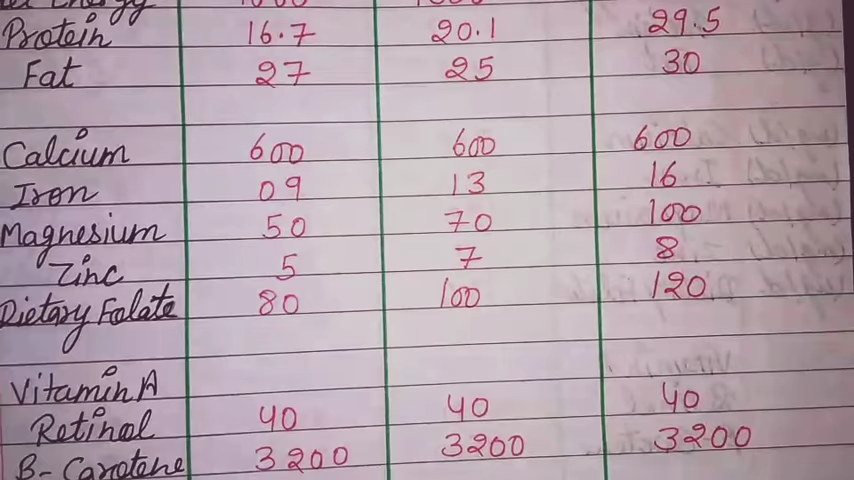 Energy
Protein 16.7 20.1 29.5
Fat 27 25 30
Calcium 600 600 600
Iron 09 13 16
Magnesium 50 70 100
Zinc 5 7 8
Dietary Folate 80 100 120
Vitamin A
Retinol 40 40 40
B-Carotene 3200 3200 3200